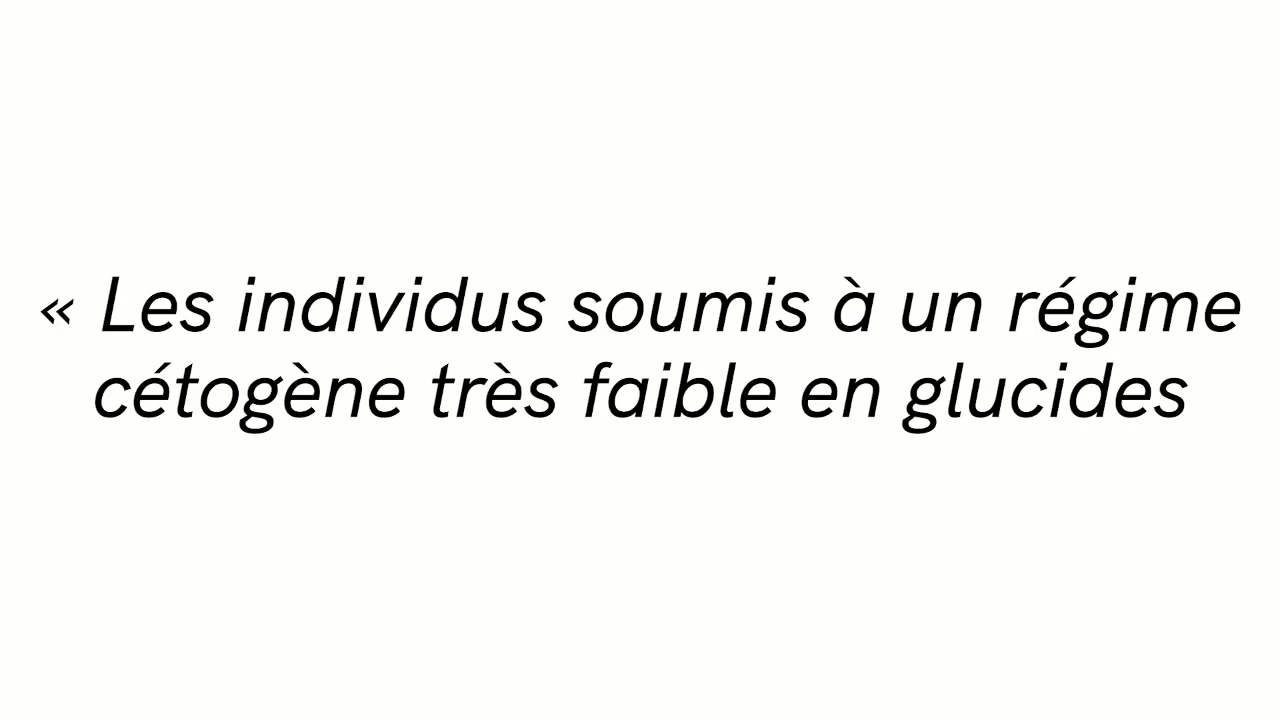 « Les individus soumis à un régime
cétogène très faible en glucides